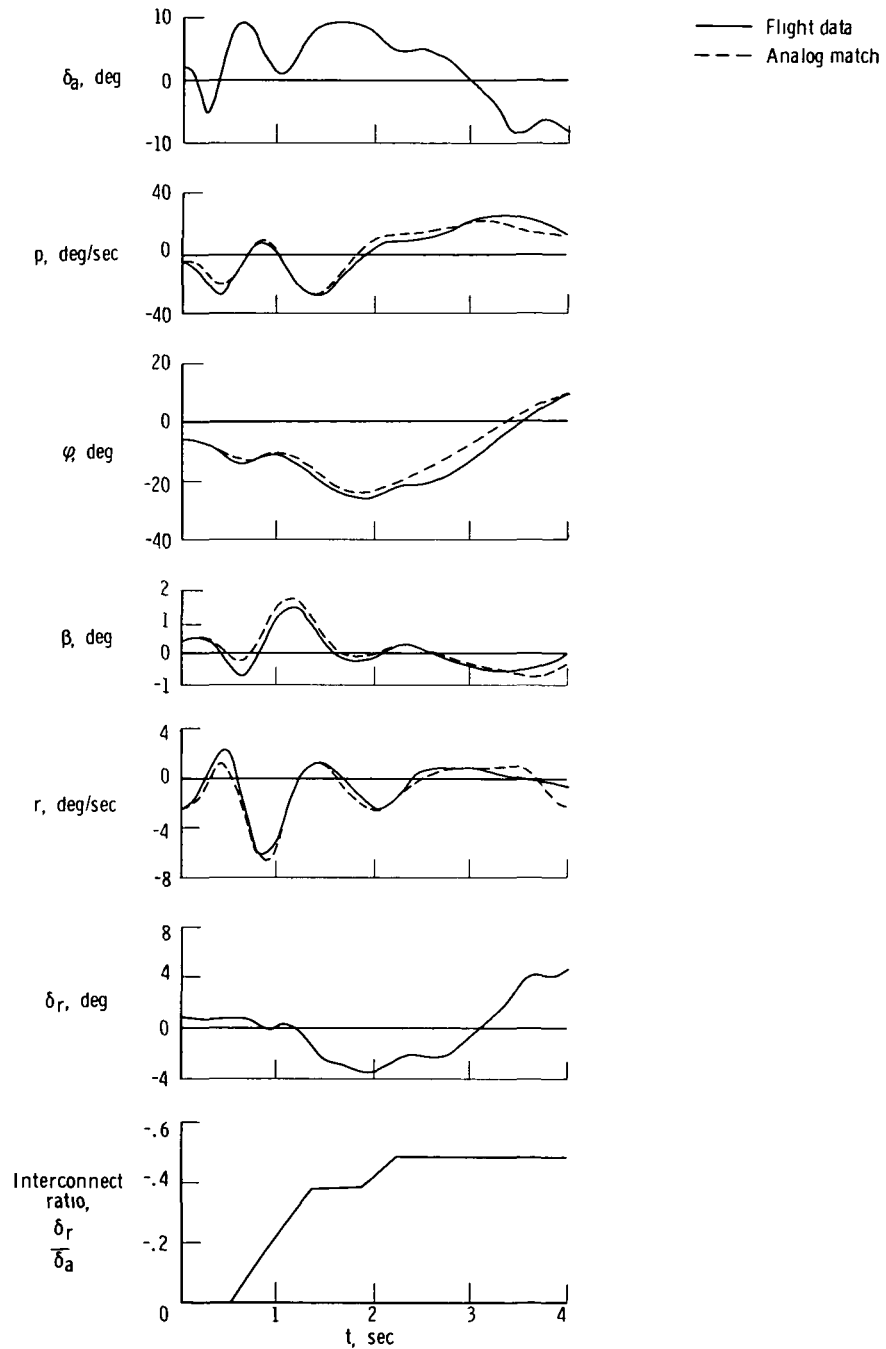 Flight data
Analog match
10
δa, deg
0
-10
40
0
p, deg/sec
-40
20
0
φ, deg
-20
-40
2
1
β, deg
0
-1
4
0
r, deg/sec
-4
-8
8
4
δr, deg
0
-4
-.6
-.4
Interconnect
ratio,
δr
δa
-.2
0
1
2
3
4
t, sec